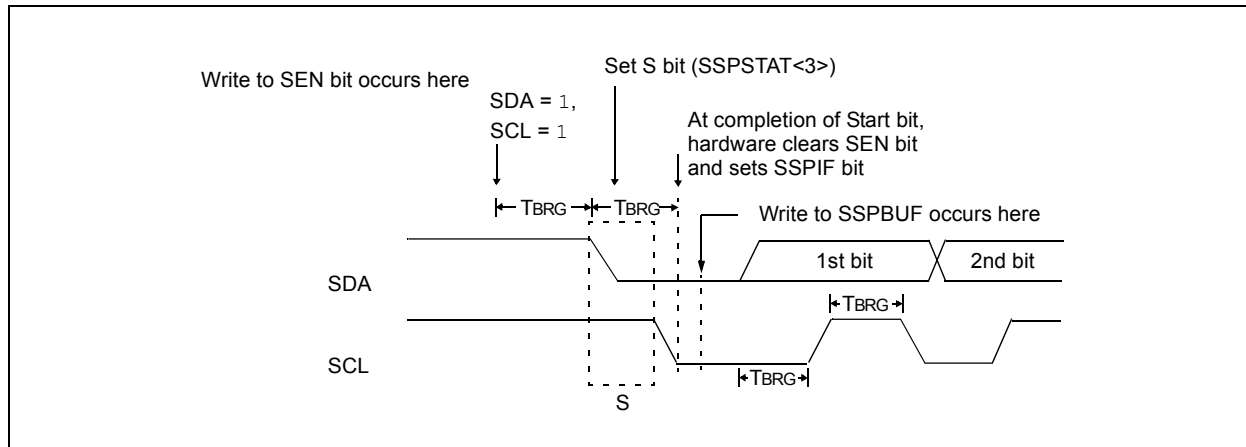 Write to SEN bit occurs here
Set S bit (SSPSTAT<3>)
SDA = 1,
SCL = 1
At completion of Start bit,
hardware clears SEN bit
and sets SSPIF bit
TBRG
TBRG
Write to SSPBUF occurs here
1st bit
2nd bit
SDA
TBRG
SCL
TBRG
S